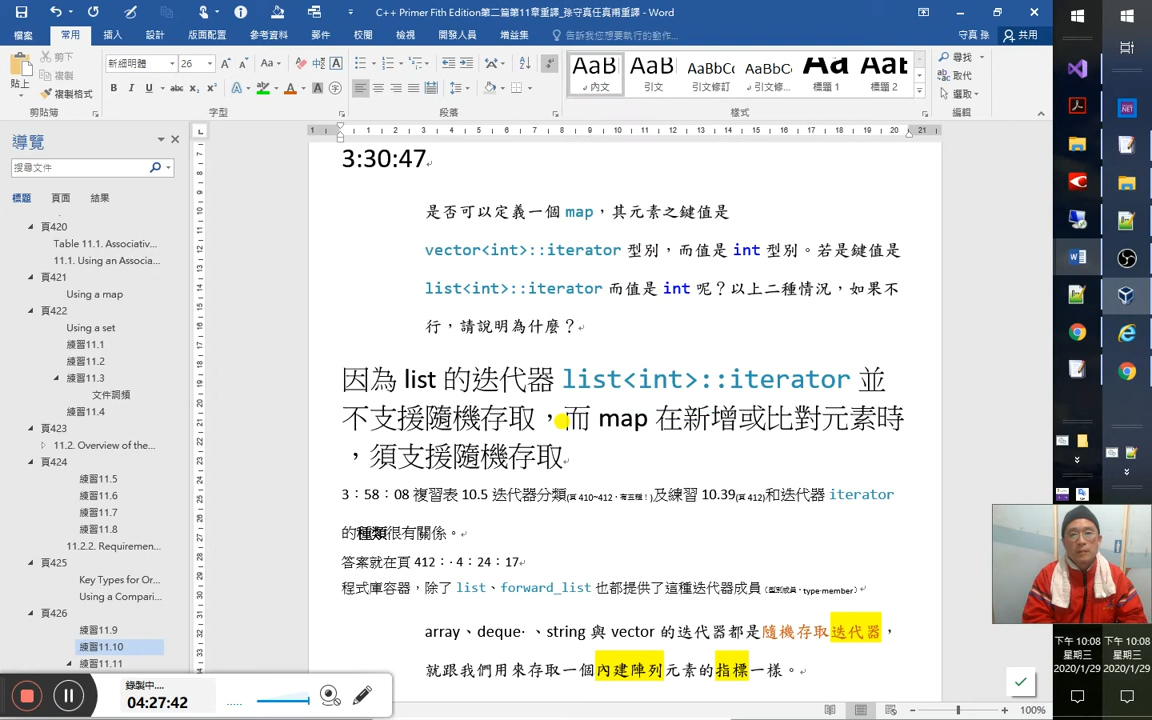 C++ Primer Fith Edition第二篇第11章重譯_孫守真任真甫重譯 - Word
檔案 常用 插入 設計 版面配置 參考資料 郵件 校閱 檢視 開發人員 增益集 告訴我您想要執行的動作... 守真 孫 共用
剪下
複製
複製格式
貼上
新細明體 26
尋找
取代
選取
內文 引文 引文修訂 引文修... 標題 1 標題 2
剪貼簿 字型 段落 樣式 編輯
導覽
搜尋文件
標題 頁面 結果
頁420
Table 11.1. Associativ...
11.1. Using an Associa...
頁421
Using a map
頁422
Using a set
練習11.1
練習11.2
練習11.3
文件調頻
練習11.4
頁423
11.2. Overview of the...
頁424
練習11.5
練習11.6
練習11.7
練習11.8
11.2.2. Requiremen...
頁425
Key Types for Or...
Using a Compari...
頁426
練習11.9
練習11.10
練習11.11
3:30:47
是否可以定義一個 map，其元素之鍵值是
vector<int>::iterator 型別，而值是 int 型別。若是鍵值是
list<int>::iterator 而值是 int 呢？以上二種情況，如果不
行，請說明為什麼？
因為 list 的迭代器 list<int>::iterator 並
不支援隨機存取，而 map 在新增或比對元素時
，須支援隨機存取
3：58：08 複習表 10.5 迭代器分類(頁 410~412，有五種！)及練習 10.39(頁 412)和迭代器 iterator
的種類很有關係。
答案就在頁 412：· 4：24：17
程式庫容器，除了 list、forward_list 也都提供了這種迭代器成員（型別成員，type·member）
array、deque· 、string 與 vector 的迭代器都是隨機存取迭代器，
就跟我們用來存取一個內建陣列元素的指標一樣。
錄製中....
04:27:42
下午 10:08 下午 10:08
星期三 星期三
2020/1/29 2020/1/29
100%